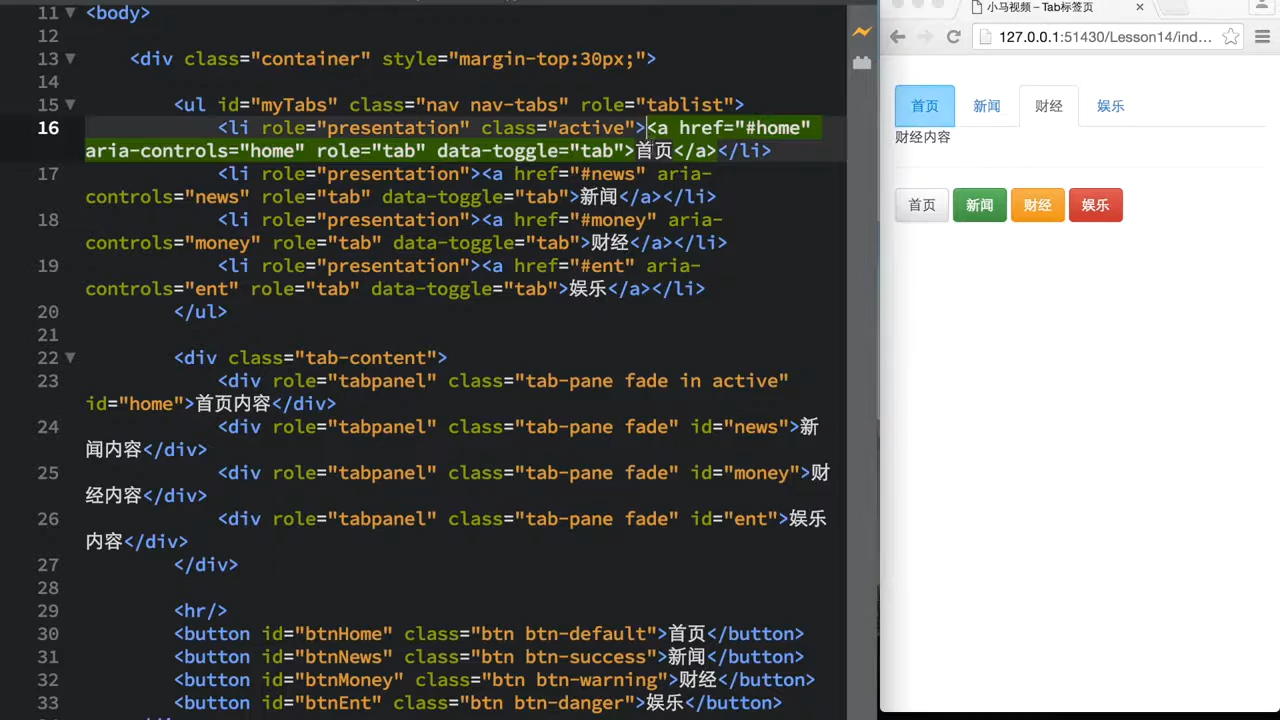 11 <body>
12
13 <div class="container" style="margin-top:30px;">
14
15 <ul id="myTabs" class="nav nav-tabs" role="tablist">
16 <li role="presentation" class="active"><a href="#home"
aria-controls="home" role="tab" data-toggle="tab">首页</a></li>
17 <li role="presentation"><a href="#news" aria-
controls="news" role="tab" data-toggle="tab">新闻</a></li>
18 <li role="presentation"><a href="#money" aria-
controls="money" role="tab" data-toggle="tab">财经</a></li>
19 <li role="presentation"><a href="#ent" aria-
controls="ent" role="tab" data-toggle="tab">娱乐</a></li>
20 </ul>
21
22 <div class="tab-content">
23 <div role="tabpanel" class="tab-pane fade in active"
id="home">首页内容</div>
24 <div role="tabpanel" class="tab-pane fade" id="news">新
闻内容</div>
25 <div role="tabpanel" class="tab-pane fade" id="money">财
经内容</div>
26 <div role="tabpanel" class="tab-pane fade" id="ent">娱乐
内容</div>
27 </div>
28
29 <hr/>
30 <button id="btnHome" class="btn btn-default">首页</button>
31 <button id="btnNews" class="btn btn-success">新闻</button>
32 <button id="btnMoney" class="btn btn-warning">财经</button>
33 <button id="btnEnt" class="btn btn-danger">娱乐</button>
小马视频 – Tab标签页
127.0.0.1:51430/Lesson14/ind...
首页 新闻 财经 娱乐
财经内容
首页 新闻 财经 娱乐